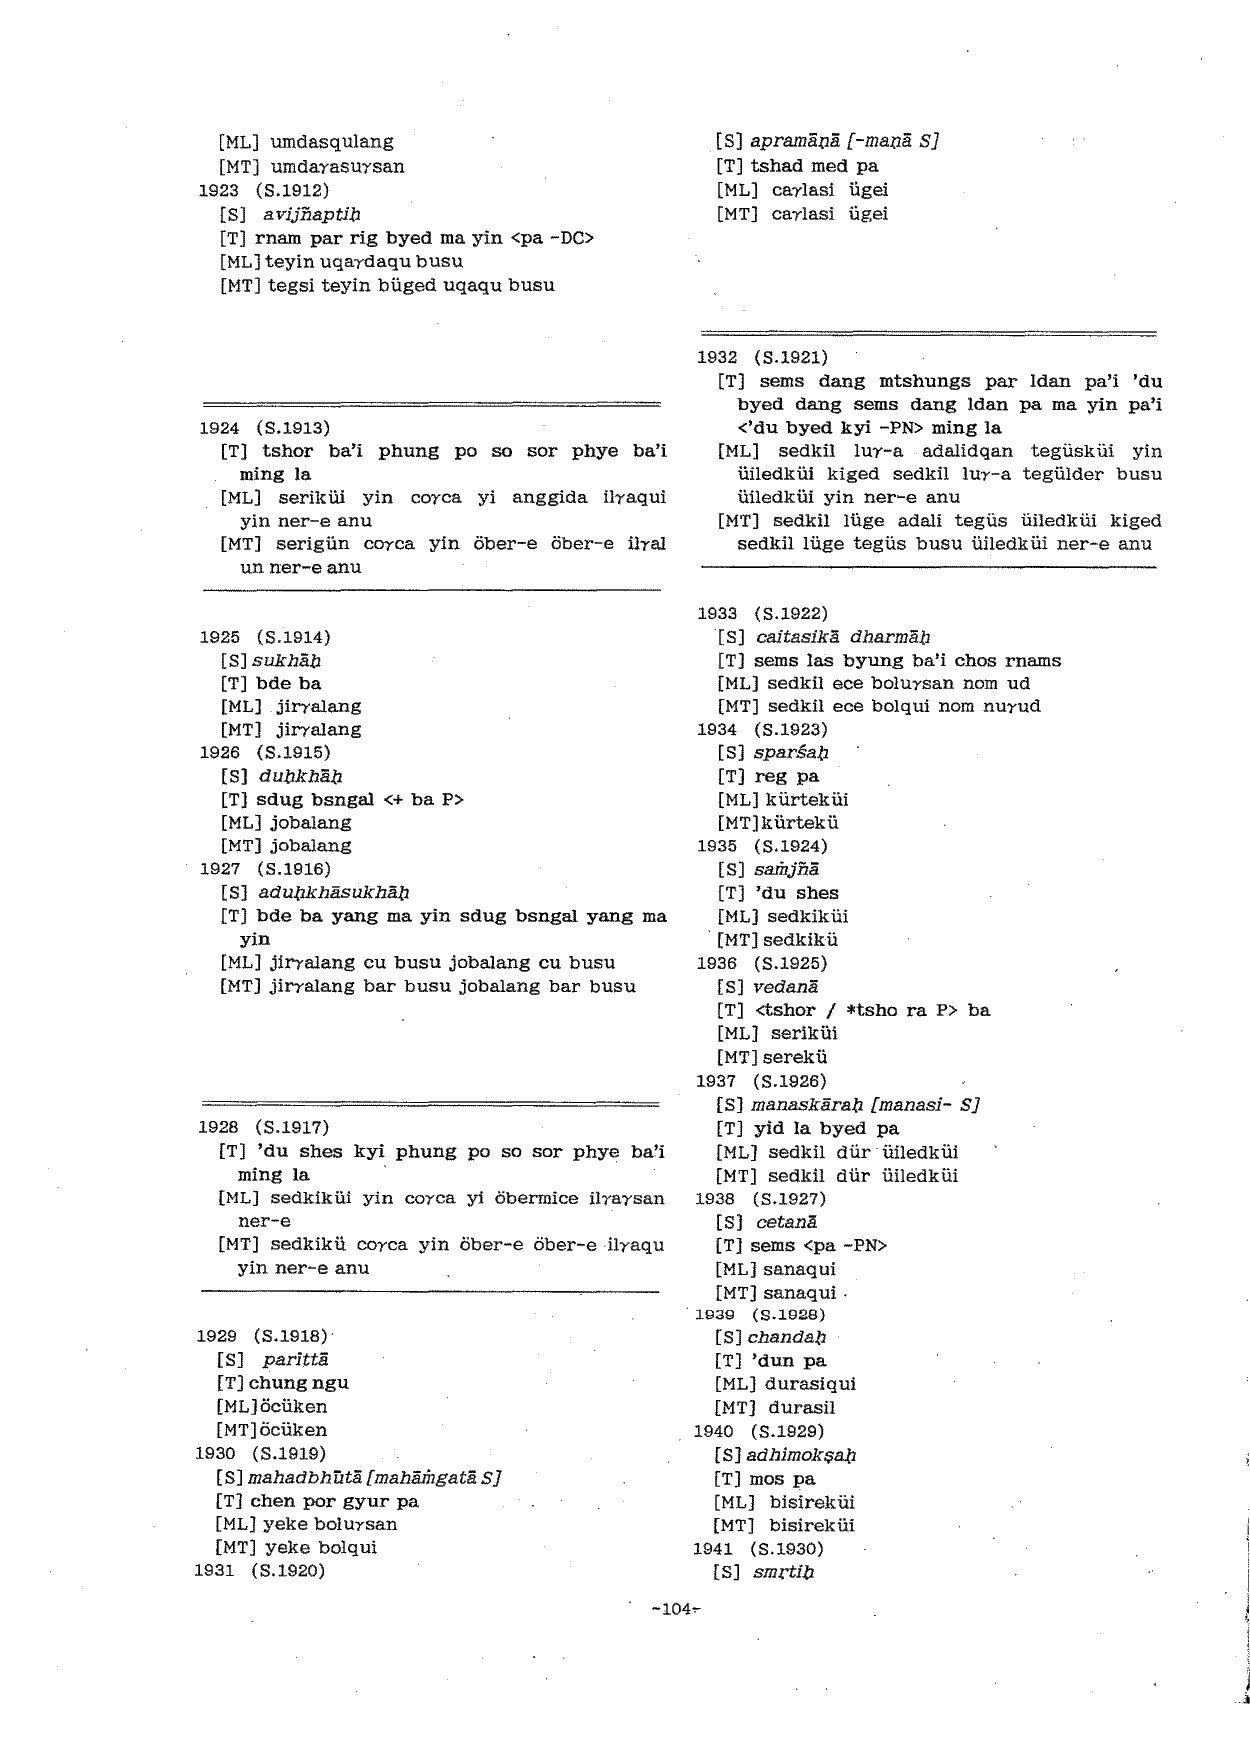 [ML] umdasqulang
[MT] umdaγasuγsan
1923 (S.1912)
[S] avijñaptiḥ
[T] rnam par rig byed ma yin <pa -DC>
[ML] teyin uqaγdaqu busu
[MT] tegsi teyin büged uqaqu busu
1924 (S.1913)
[T] tshor ba'i phung po so sor phye ba'i
ming la
[ML] seriküi yin coγca yi anggida ilγaqui
yin ner-e anu
[MT] serigün coγca yin öber-e öber-e ilγal
un ner-e anu
1925 (S.1914)
[S] sukhāḥ
[T] bde ba
[ML] jirγalang
[MT] jirγalang
1926 (S.1915)
[S] duḥkhāḥ
[T] sdug bsngal <+ ba P>
[ML] jobalang
[MT] jobalang
1927 (S.1916)
[S] aduḥkhāsukhāḥ
[T] bde ba yang ma yin sdug bsngal yang ma
yin
[ML] jirγalang cu busu jobalang cu busu
[MT] jirγalang bar busu jobalang bar busu
1928 (S.1917)
[T] 'du shes kyi phung po so sor phye ba'i
ming la
[ML] sedkiküi yin coγca yi öbermice ilγaγsan
ner-e
[MT] sedkikü coγca yin öber-e öber-e ilγaqu
yin ner-e anu
1929 (S.1918)
[S] parittā
[T] chung ngu
[ML] öcüken
[MT] öcüken
1930 (S.1919)
[S] mahadbhūtā [mahāṁgatā S]
[T] chen por gyur pa
[ML] yeke boluγsan
[MT] yeke bolqui
1931 (S.1920)
[S] apramāṇā [-maṇā S]
[T] tshad med pa
[ML] caγlasi ügei
[MT] caγlasi ügei
1932 (S.1921)
[T] sems dang mtshungs par ldan pa'i 'du
byed dang sems dang ldan pa ma yin pa'i
<'du byed kyi -PN> ming la
[ML] sedkil luγ-a adalidqan tegüsküi yin
üiledküi kiged sedkil luγ-a tegülder busu
üiledküi yin ner-e anu
[MT] sedkil lüge adali tegüs üiledküi kiged
sedkil lüge tegüs busu üiledküi ner-e anu
1933 (S.1922)
[S] caitasikā dharmāḥ
[T] sems las byung ba'i chos rnams
[ML] sedkil ece boluγsan nom ud
[MT] sedkil ece bolqui nom nuγud
1934 (S.1923)
[S] sparśaḥ
[T] reg pa
[ML] kürteküi
[MT] kürtekü
1935 (S.1924)
[S] saṁjñā
[T] 'du shes
[ML] sedkiküi
[MT] sedkikü
1936 (S.1925)
[S] vedanā
[T] <tshor / *tsho ra P> ba
[ML] seriküi
[MT] serekü
1937 (S.1926)
[S] manaskāraḥ [manasi- S]
[T] yid la byed pa
[ML] sedkil dür üiledküi
[MT] sedkil dür üiledküi
1938 (S.1927)
[S] cetanā
[T] sems <pa -PN>
[ML] sanaqui
[MT] sanaqui
1939 (S.1928)
[S] chandaḥ
[T] 'dun pa
[ML] durasiqui
[MT] durasil
1940 (S.1929)
[S] adhimokṣaḥ
[T] mos pa
[ML] bisireküi
[MT] bisireküi
1941 (S.1930)
[S] smṛtiḥ
-104-